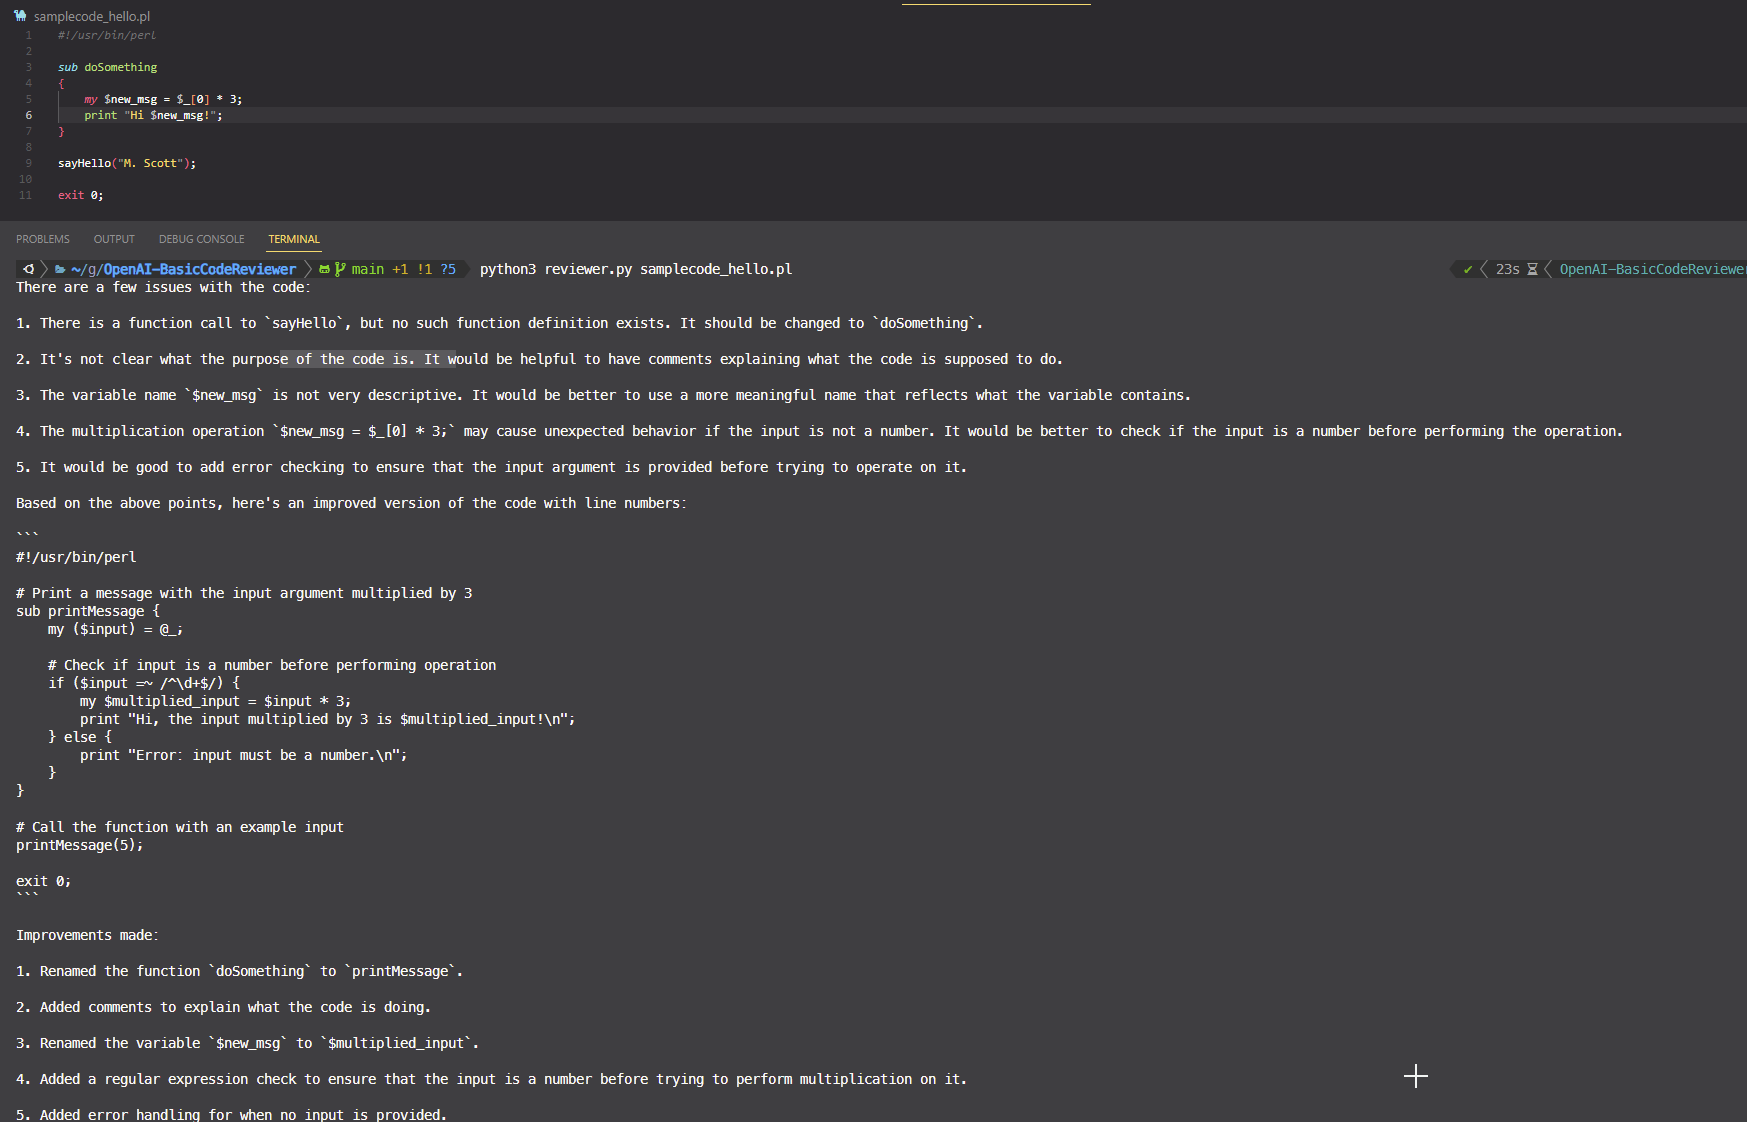 samplecode_hello.pl
1 #!/usr/bin/perl
2
3 sub doSomething
4 {
5 my $new_msg = $_[0] * 3;
6 print "Hi $new_msg!";
7 }
8
9 sayHello("M. Scott");
10
11 exit 0;
PROBLEMS OUTPUT DEBUG CONSOLE TERMINAL
~/g/OpenAI-BasicCodeReviewer main +1 !1 ?5 python3 reviewer.py samplecode_hello.pl ✔ 23s OpenAI-BasicCodeReviewer
There are a few issues with the code:
1. There is a function call to `sayHello`, but no such function definition exists. It should be changed to `doSomething`.
2. It's not clear what the purpose of the code is. It would be helpful to have comments explaining what the code is supposed to do.
3. The variable name `$new_msg` is not very descriptive. It would be better to use a more meaningful name that reflects what the variable contains.
4. The multiplication operation `$new_msg = $_[0] * 3;` may cause unexpected behavior if the input is not a number. It would be better to check if the input is a number before performing the operation.
5. It would be good to add error checking to ensure that the input argument is provided before trying to operate on it.
Based on the above points, here's an improved version of the code with line numbers:
```
#!/usr/bin/perl
# Print a message with the input argument multiplied by 3
sub printMessage {
my ($input) = @_;
# Check if input is a number before performing operation
if ($input =~ /^\d+$/) {
my $multiplied_input = $input * 3;
print "Hi, the input multiplied by 3 is $multiplied_input!\n";
} else {
print "Error: input must be a number.\n";
}
}
# Call the function with an example input
printMessage(5);
exit 0;
```
Improvements made:
1. Renamed the function `doSomething` to `printMessage`.
2. Added comments to explain what the code is doing.
3. Renamed the variable `$new_msg` to `$multiplied_input`.
4. Added a regular expression check to ensure that the input is a number before trying to perform multiplication on it.
5. Added error handling for when no input is provided.